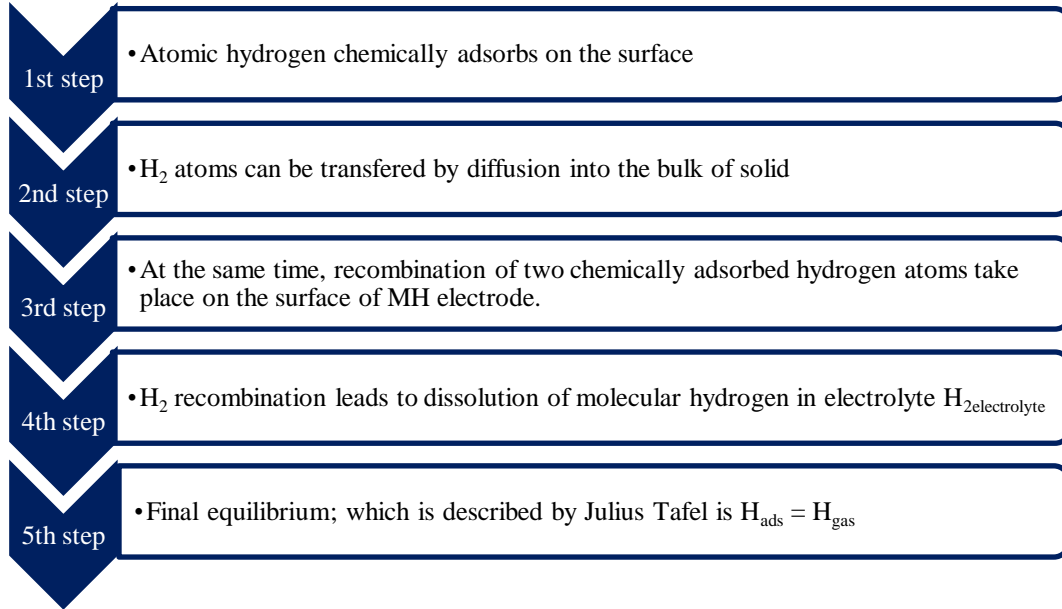 1st step
•Atomic hydrogen chemically adsorbs on the surface
2nd step
•H₂ atoms can be transfered by diffusion into the bulk of solid
3rd step
•At the same time, recombination of two chemically adsorbed hydrogen atoms take
place on the surface of MH electrode.
4th step
•H₂ recombination leads to dissolution of molecular hydrogen in electrolyte H₂electrolyte
5th step
•Final equilibrium; which is described by Julius Tafel is Hads = Hgas